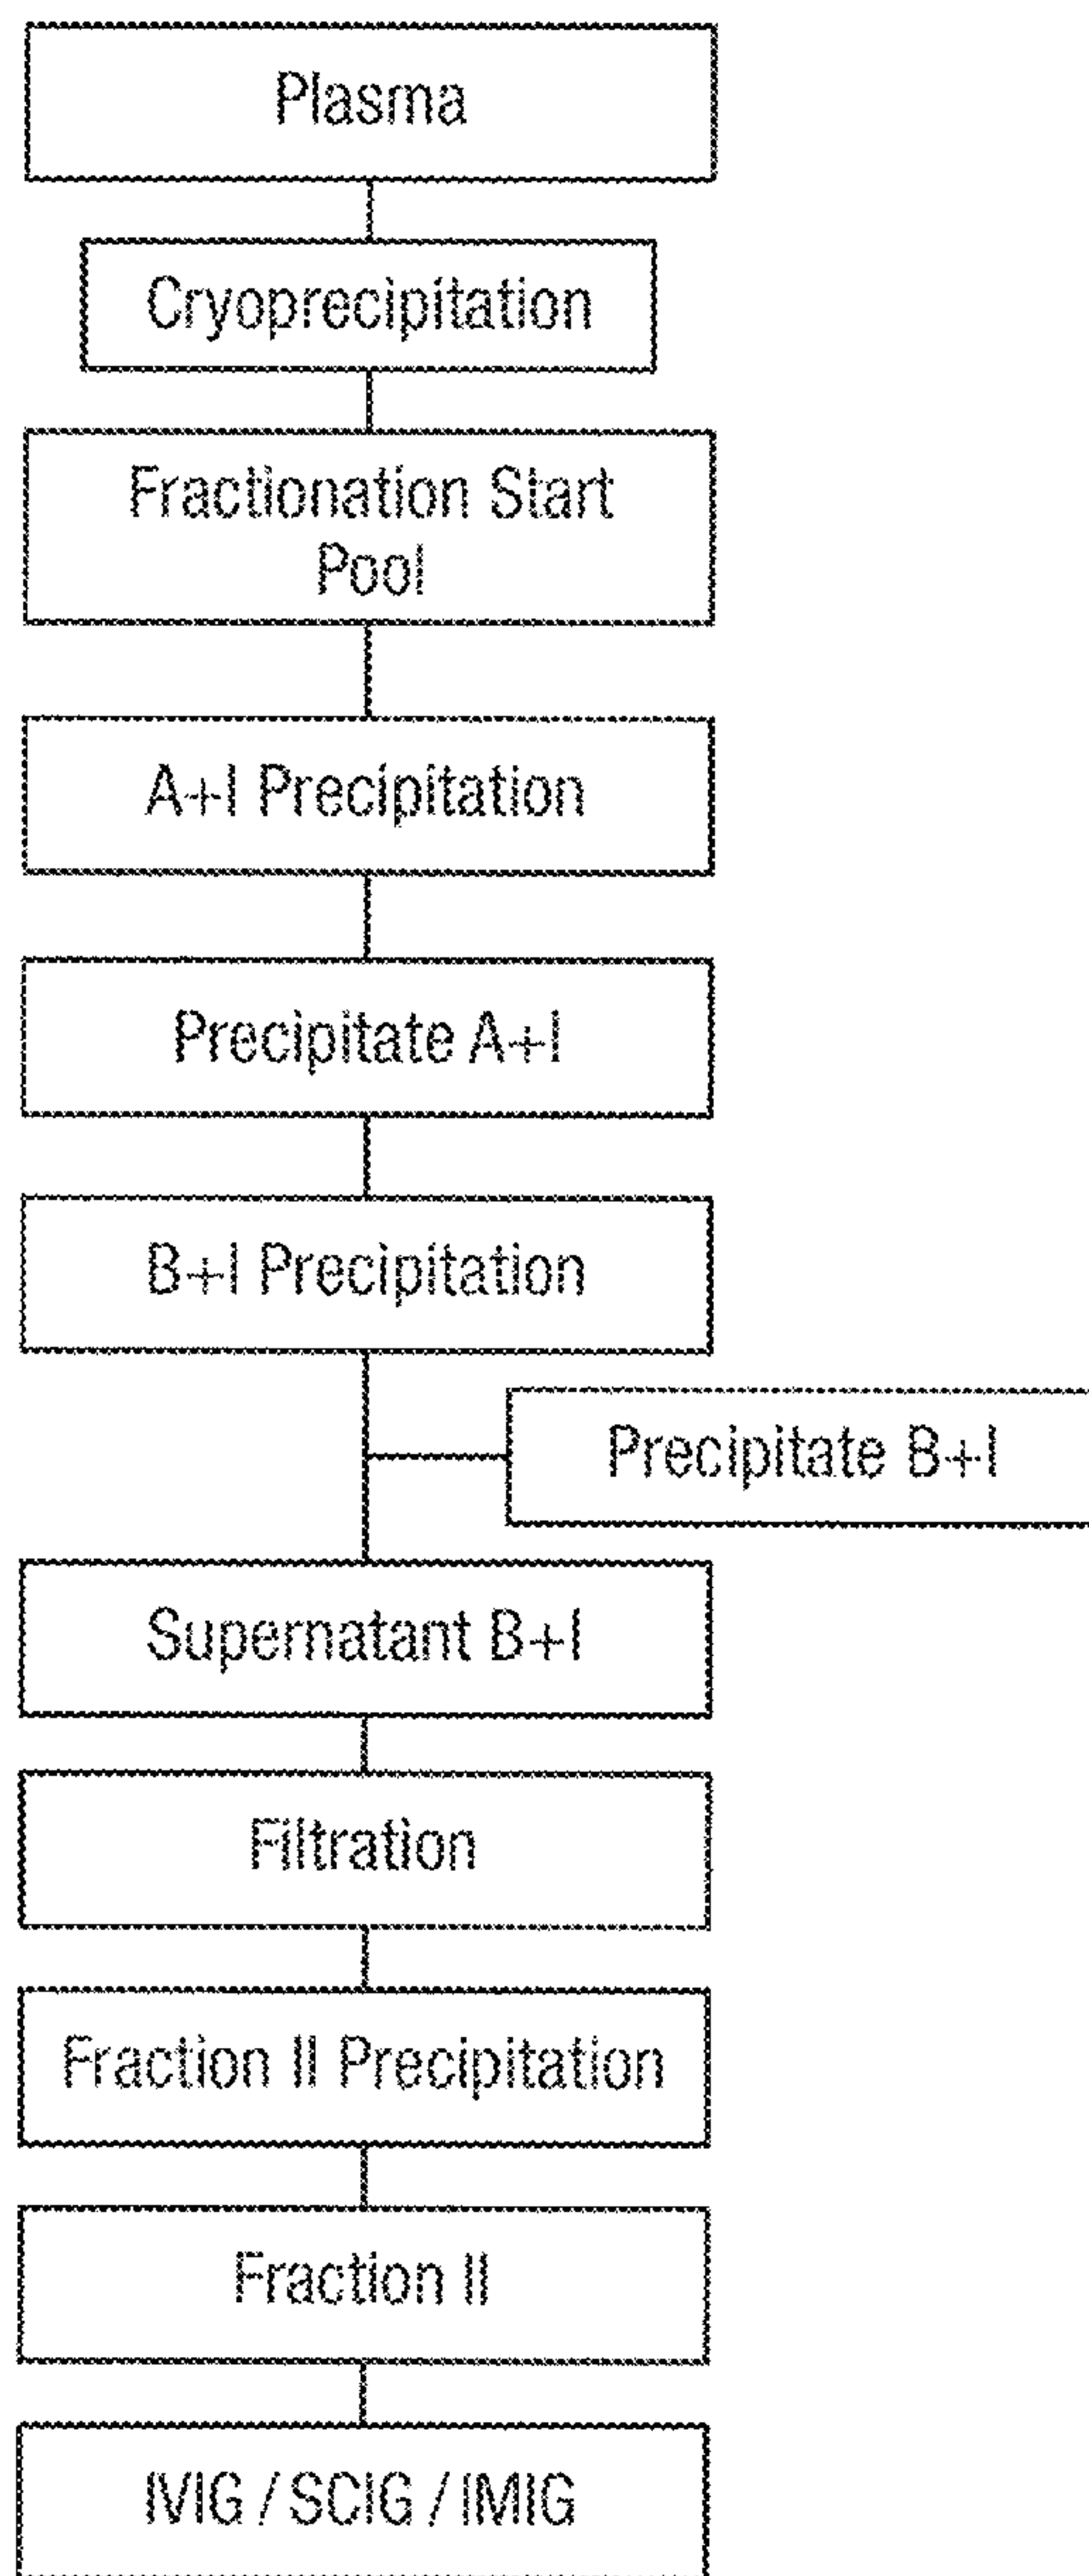 Plasma
Cryoprecipitation
Fractionation Start
Pool
A+I Precipitation
Precipitate A+I
B+I Precipitation
Precipitate B+I
Supernatant B+I
Filtration
Fraction II Precipitation
Fraction II
IVIG / SCIG / IMIG